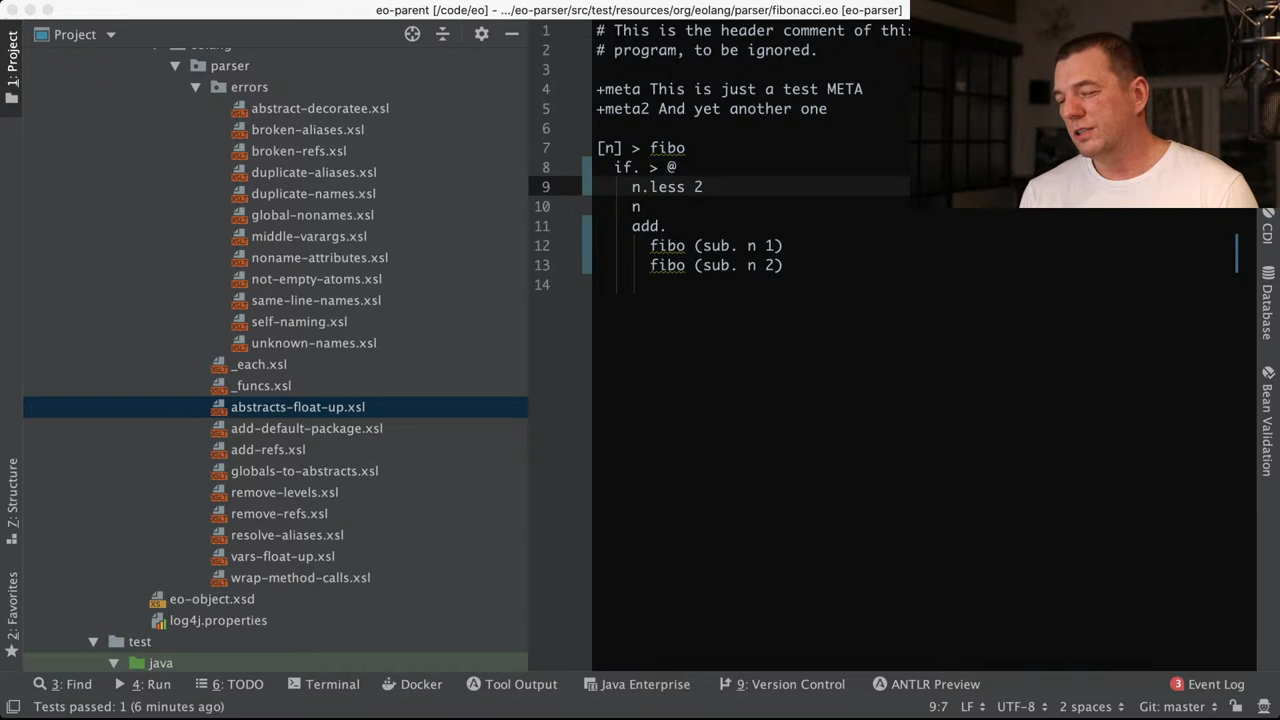 eo-parent [/code/eo] – .../eo-parser/src/test/resources/org/eolang/parser/fibonacci.eo [eo-parser]
Project
1: Project
parser
errors
abstract-decoratee.xsl
broken-aliases.xsl
broken-refs.xsl
duplicate-aliases.xsl
duplicate-names.xsl
global-nonames.xsl
middle-varargs.xsl
noname-attributes.xsl
not-empty-atoms.xsl
same-line-names.xsl
self-naming.xsl
unknown-names.xsl
_each.xsl
_funcs.xsl
abstracts-float-up.xsl
add-default-package.xsl
add-refs.xsl
globals-to-abstracts.xsl
remove-levels.xsl
remove-refs.xsl
resolve-aliases.xsl
vars-float-up.xsl
wrap-method-calls.xsl
eo-object.xsd
log4j.properties
test
java
Z: Structure
2: Favorites
1 # This is the header comment of this
2 # program, to be ignored.
3
4 +meta This is just a test META
5 +meta2 And yet another one
6
7 [n] > fibo
8 if. > @
9 n.less 2
10 n
11 add.
12 fibo (sub. n 1)
13 fibo (sub. n 2)
14
CDI
Database
Bean Validation
3: Find
4: Run
6: TODO
Terminal
Docker
Tool Output
Java Enterprise
9: Version Control
ANTLR Preview
3 Event Log
Tests passed: 1 (6 minutes ago)
9:7 LF UTF-8 2 spaces Git: master